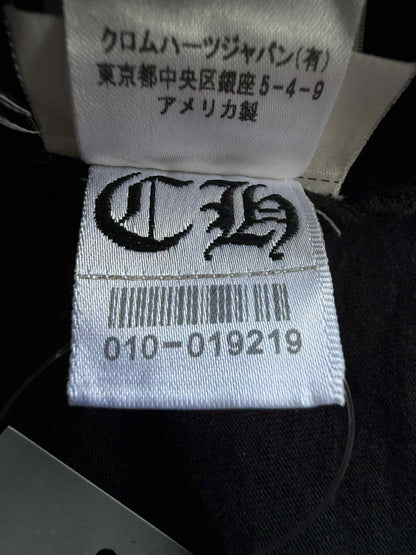 クロムハーツジャパン(有)
東京都中央区銀座5-4-9
アメリカ製
CH
010-019219